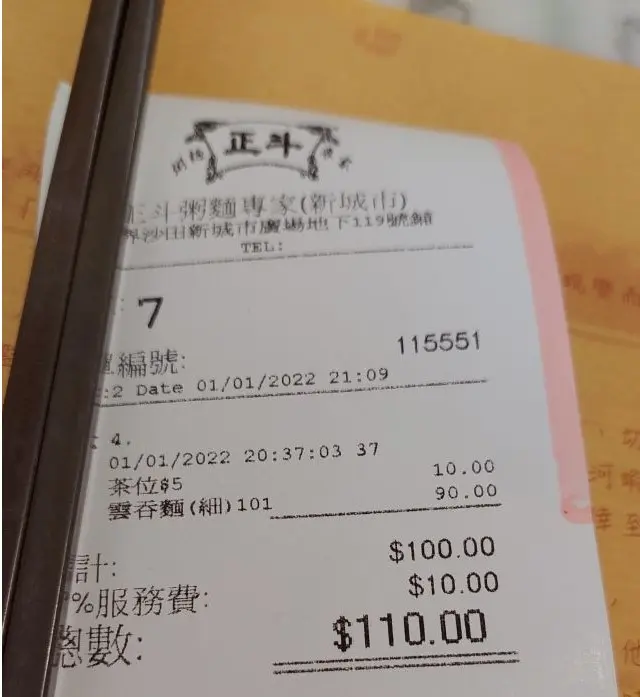 正斗
正斗粥麵專家(新城市)
界沙田新城市廣場地下119號舖
TEL:
: 7
單編號: 115551
:2 Date 01/01/2022 21:09
: 4.
01/01/2022 20:37:03 37
茶位$5 10.00
雲吞麵(細)101 90.00
計: $100.00
%服務費: $10.00
總數: $110.00